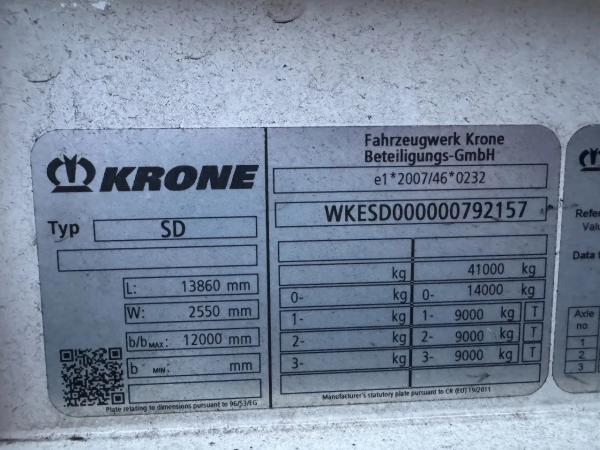 KRONE
Typ SD
L: 13860 mm
W: 2550 mm
b/bMAX: 12000 mm
b MIN. mm
Plate relating to dimensions pursuant to 96/53/EG
Fahrzeugwerk Krone
Beteiligungs-GmbH
e1*2007/46*0232
WKESD000000792157
kg 41000 kg
0- kg 0- 14000 kg
1- kg 1- 9000 kg T
2- kg 2- 9000 kg T
3- kg 3- 9000 kg T
Manufacturer's statutory plate pursuant to CR (EU) 19/2011
Data
Axle
no
1
2
3